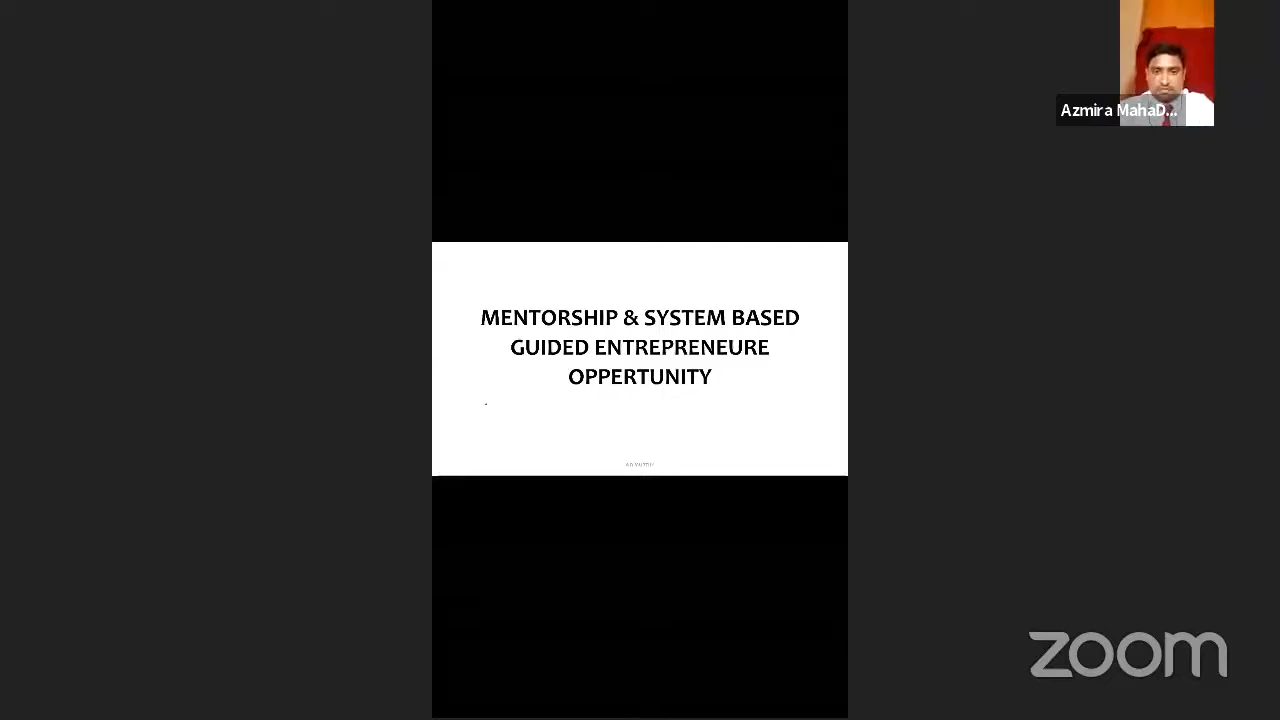 Azmira MahaD...
MENTORSHIP & SYSTEM BASED
GUIDED ENTREPRENEURE
OPPERTUNITY
zoom